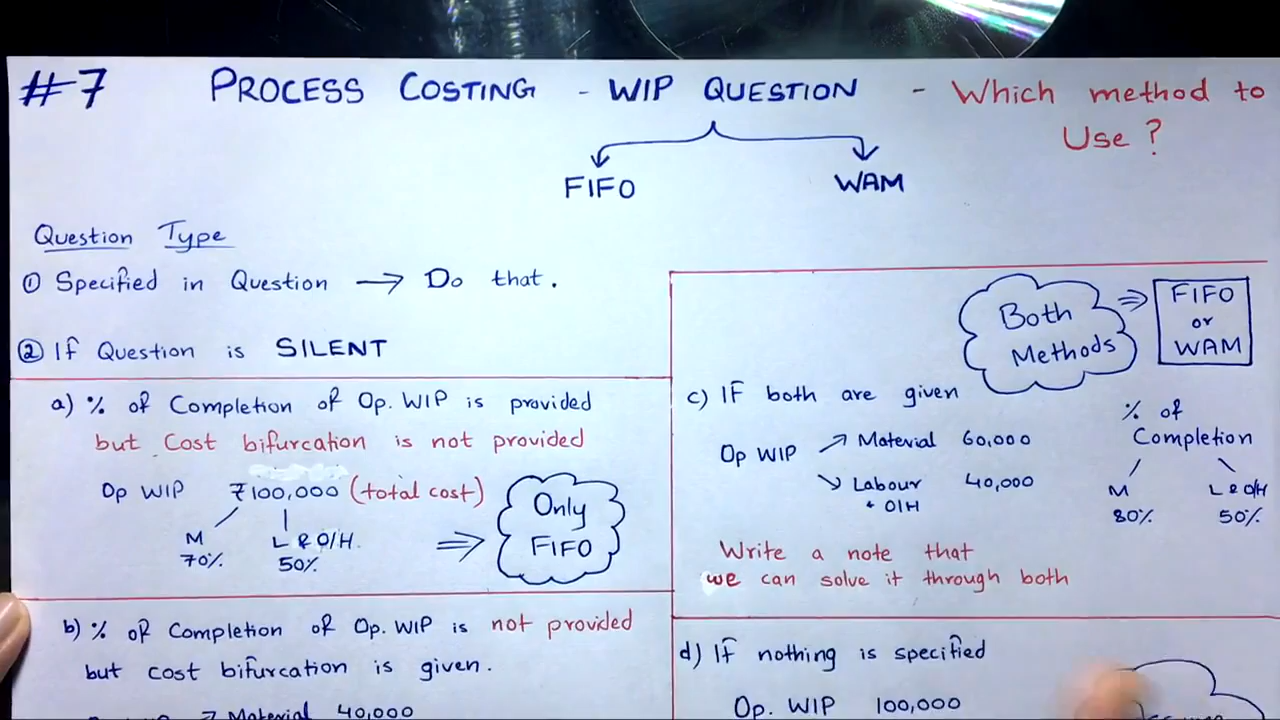 #7 PROCESS COSTING - WIP QUESTION - Which method to Use?
FIFO WAM
Question Type
① Specified in Question → Do that.
② If Question is SILENT
a) % of Completion of Op. WIP is provided
but Cost bifurcation is not provided
Op WIP ₹100,000 (total cost)
M L & O/H.
70% 50%
⇒ Only FIFO
b) % of Completion of Op. WIP is not provided
but cost bifurcation is given.
→ Material 40,000
Both Methods ⇒ FIFO or WAM
c) IF both are given
Op WIP → Material 60,000
↘ Labour + O/H 40,000
% of Completion
M L & O/H
80% 50%
Write a note that
we can solve it through both
d) If nothing is specified
Op. WIP 100,000